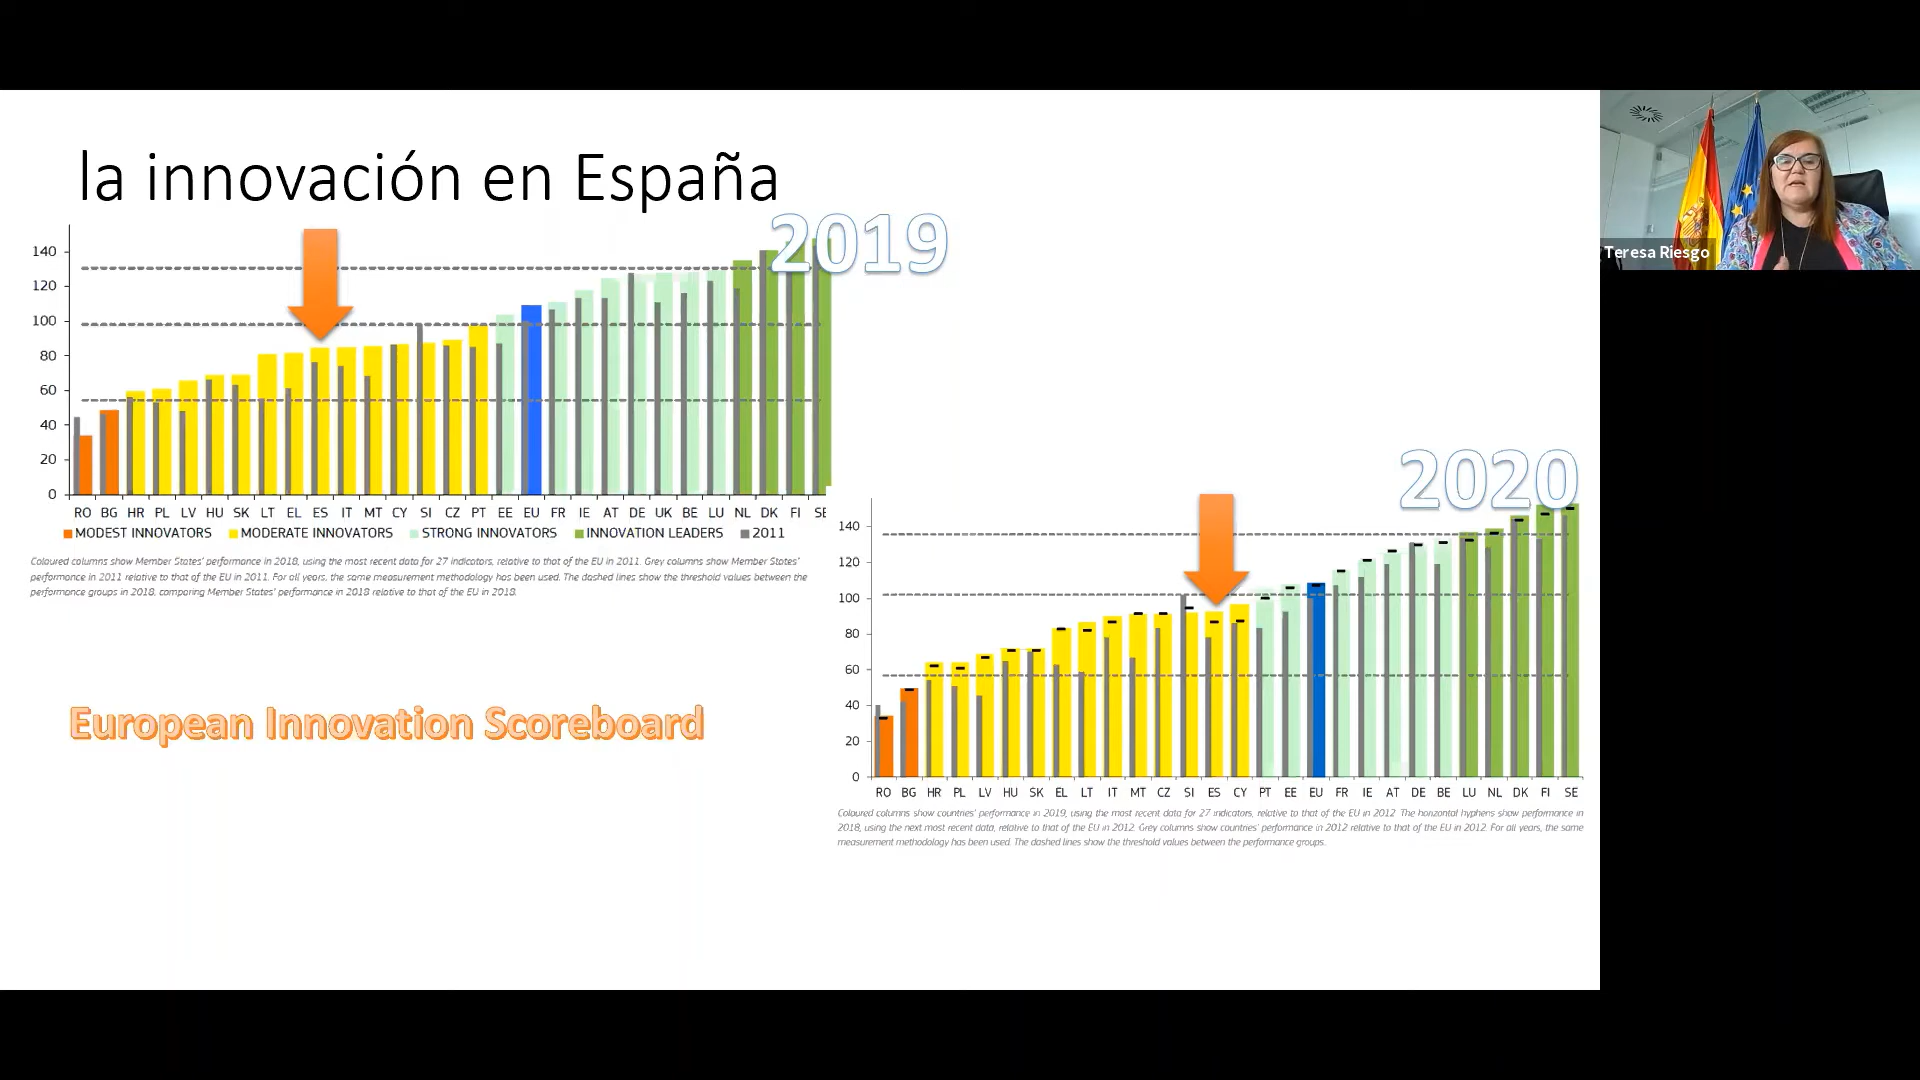 la innovación en España
2019
140
120
100
80
60
40
20
0
RO BG HR PL LV HU SK LT EL ES IT MT CY SI CZ PT EE EU FR IE AT DE UK BE LU NL DK FI SE
MODEST INNOVATORS MODERATE INNOVATORS STRONG INNOVATORS INNOVATION LEADERS 2011
Coloured columns show Member States' performance in 2018, using the most recent data for 27 indicators, relative to that of the EU in 2011. Grey columns show Member States'
performance in 2011 relative to that of the EU in 2011. For all years, the same measurement methodology has been used. The dashed lines show the threshold values between the
performance groups in 2018, comparing Member States' performance in 2018 relative to that of the EU in 2018.
European Innovation Scoreboard
2020
140
120
100
80
60
40
20
0
RO BG HR PL LV HU SK EL LT IT MT CZ SI ES CY PT EE EU FR IE AT DE BE LU NL DK FI SE
Coloured columns show countries' performance in 2019, using the most recent data for 27 indicators, relative to that of the EU in 2012. The horizontal hyphens show performance in
2018, using the next most recent data, relative to that of the EU in 2012. Grey columns show countries' performance in 2012 relative to that of the EU in 2012. For all years, the same
measurement methodology has been used. The dashed lines show the threshold values between the performance groups.
Teresa Riesgo